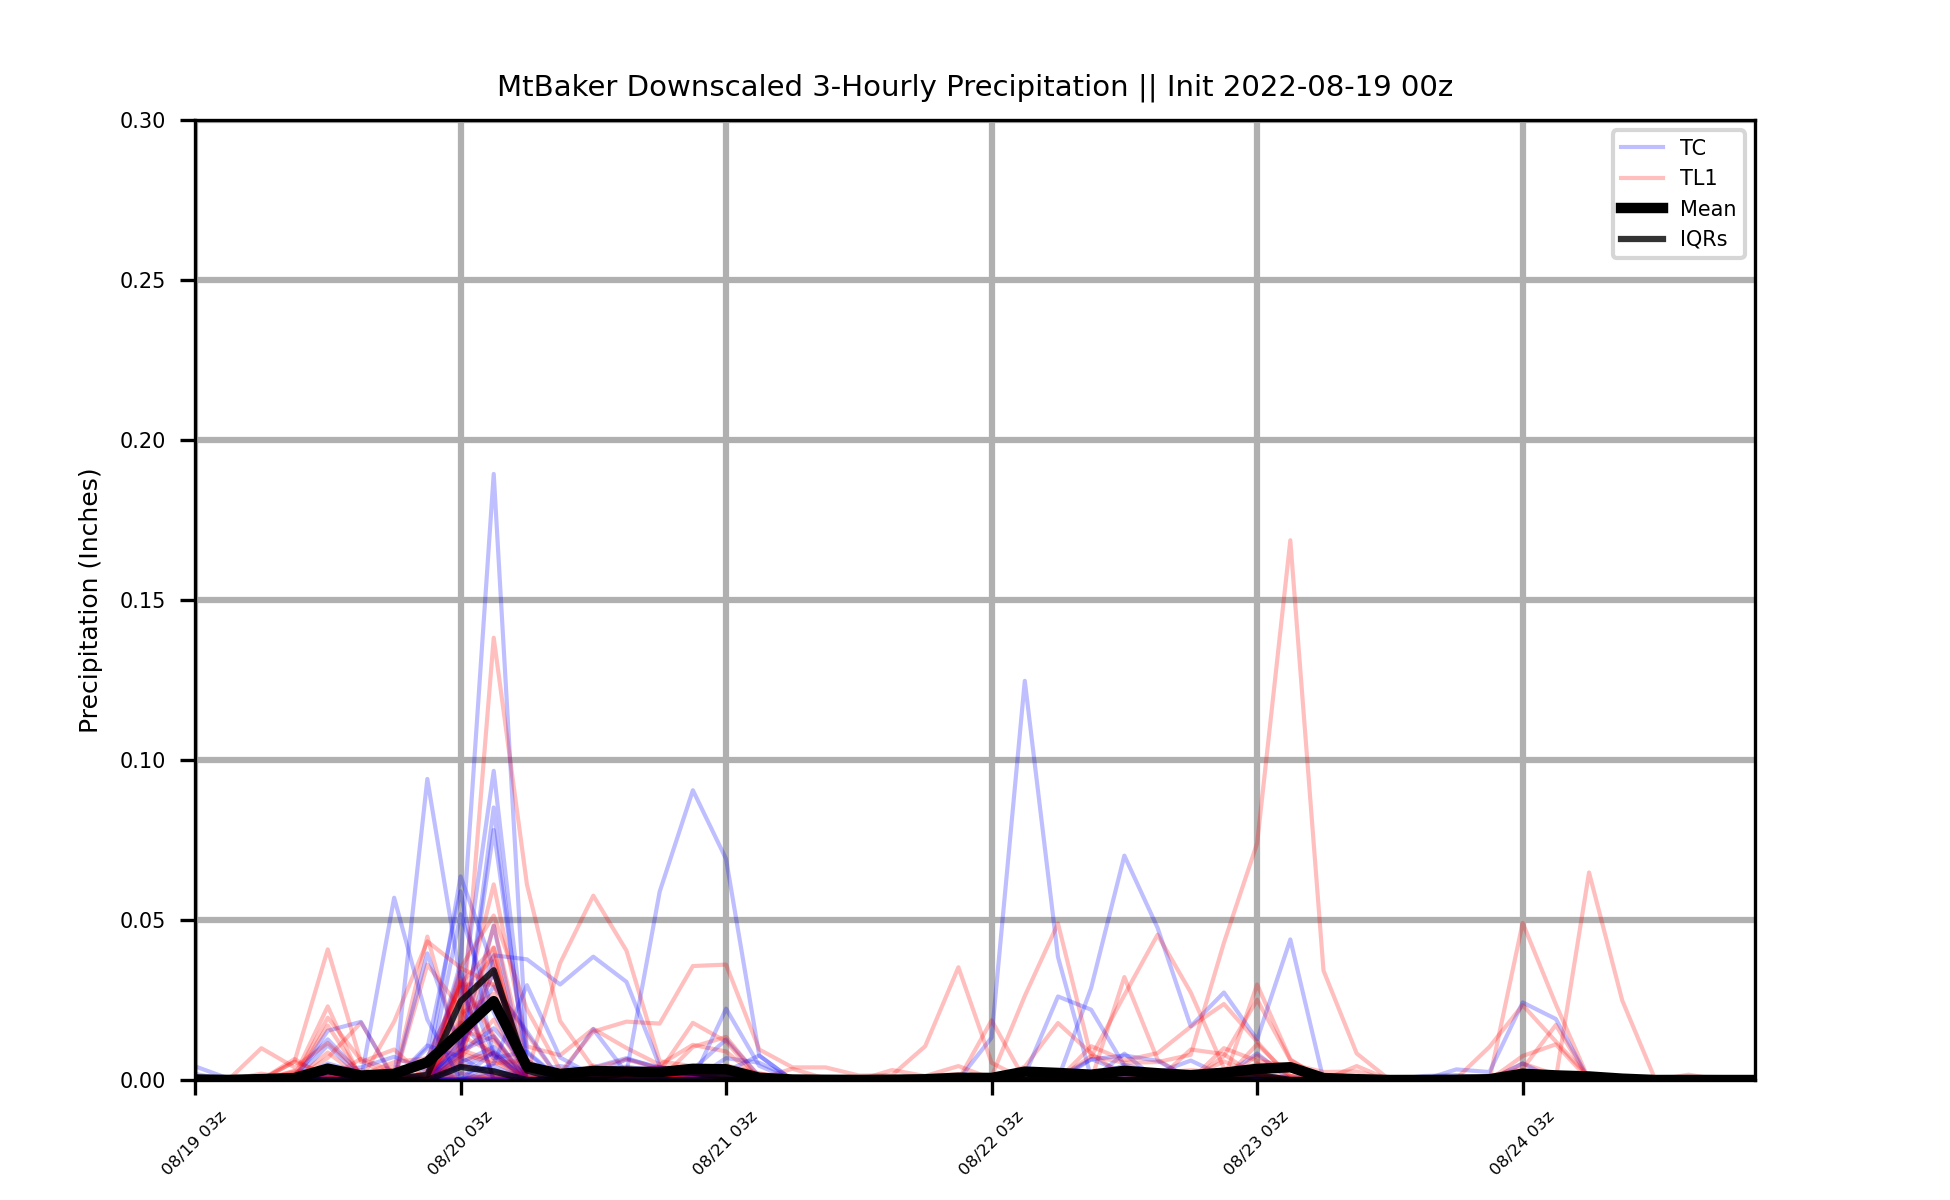 MtBaker Downscaled 3-Hourly Precipitation || Init 2022-08-19 00z
TC
TL1
Mean
IQRs
Precipitation (Inches)
0.30
0.25
0.20
0.15
0.10
0.05
0.00
08/19 03z
08/20 03z
08/21 03z
08/22 03z
08/23 03z
08/24 03z